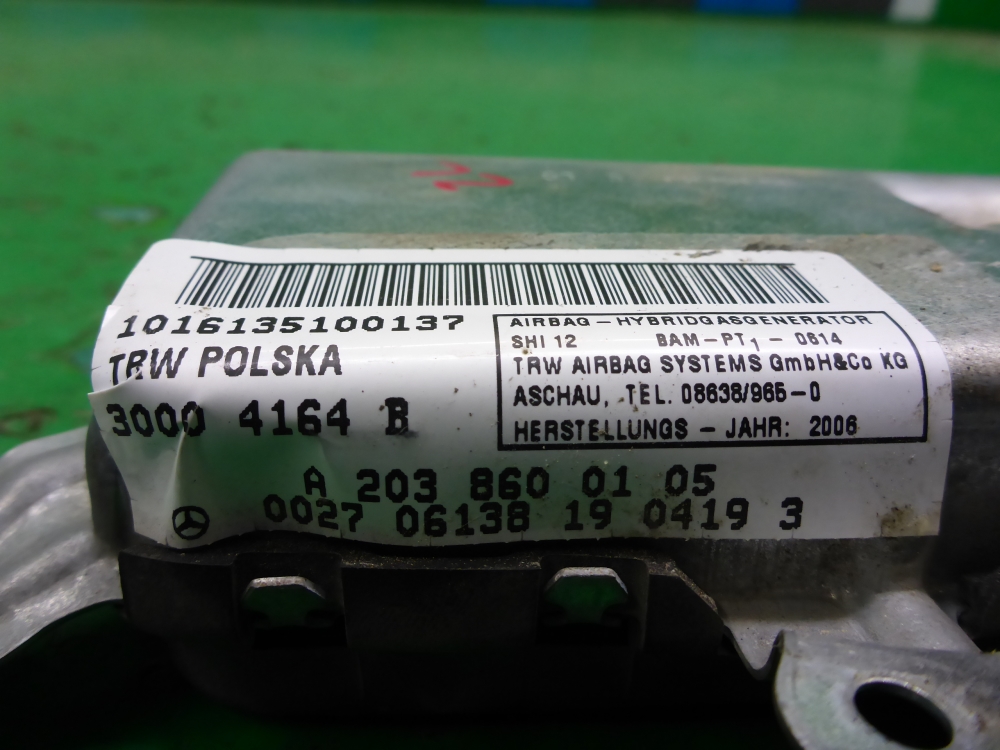 1016135100137
TRW POLSKA
3000 4164 B
AIRBAG - HYBRIDGASGENERATOR
SHI 12 BAM-PT1 - 0614
TRW AIRBAG SYSTEMS GmbH&Co KG
ASCHAU, TEL. 08638/965-0
HERSTELLUNGS - JAHR: 2006
A 203 860 01 05
0027 06138 19 0419 3